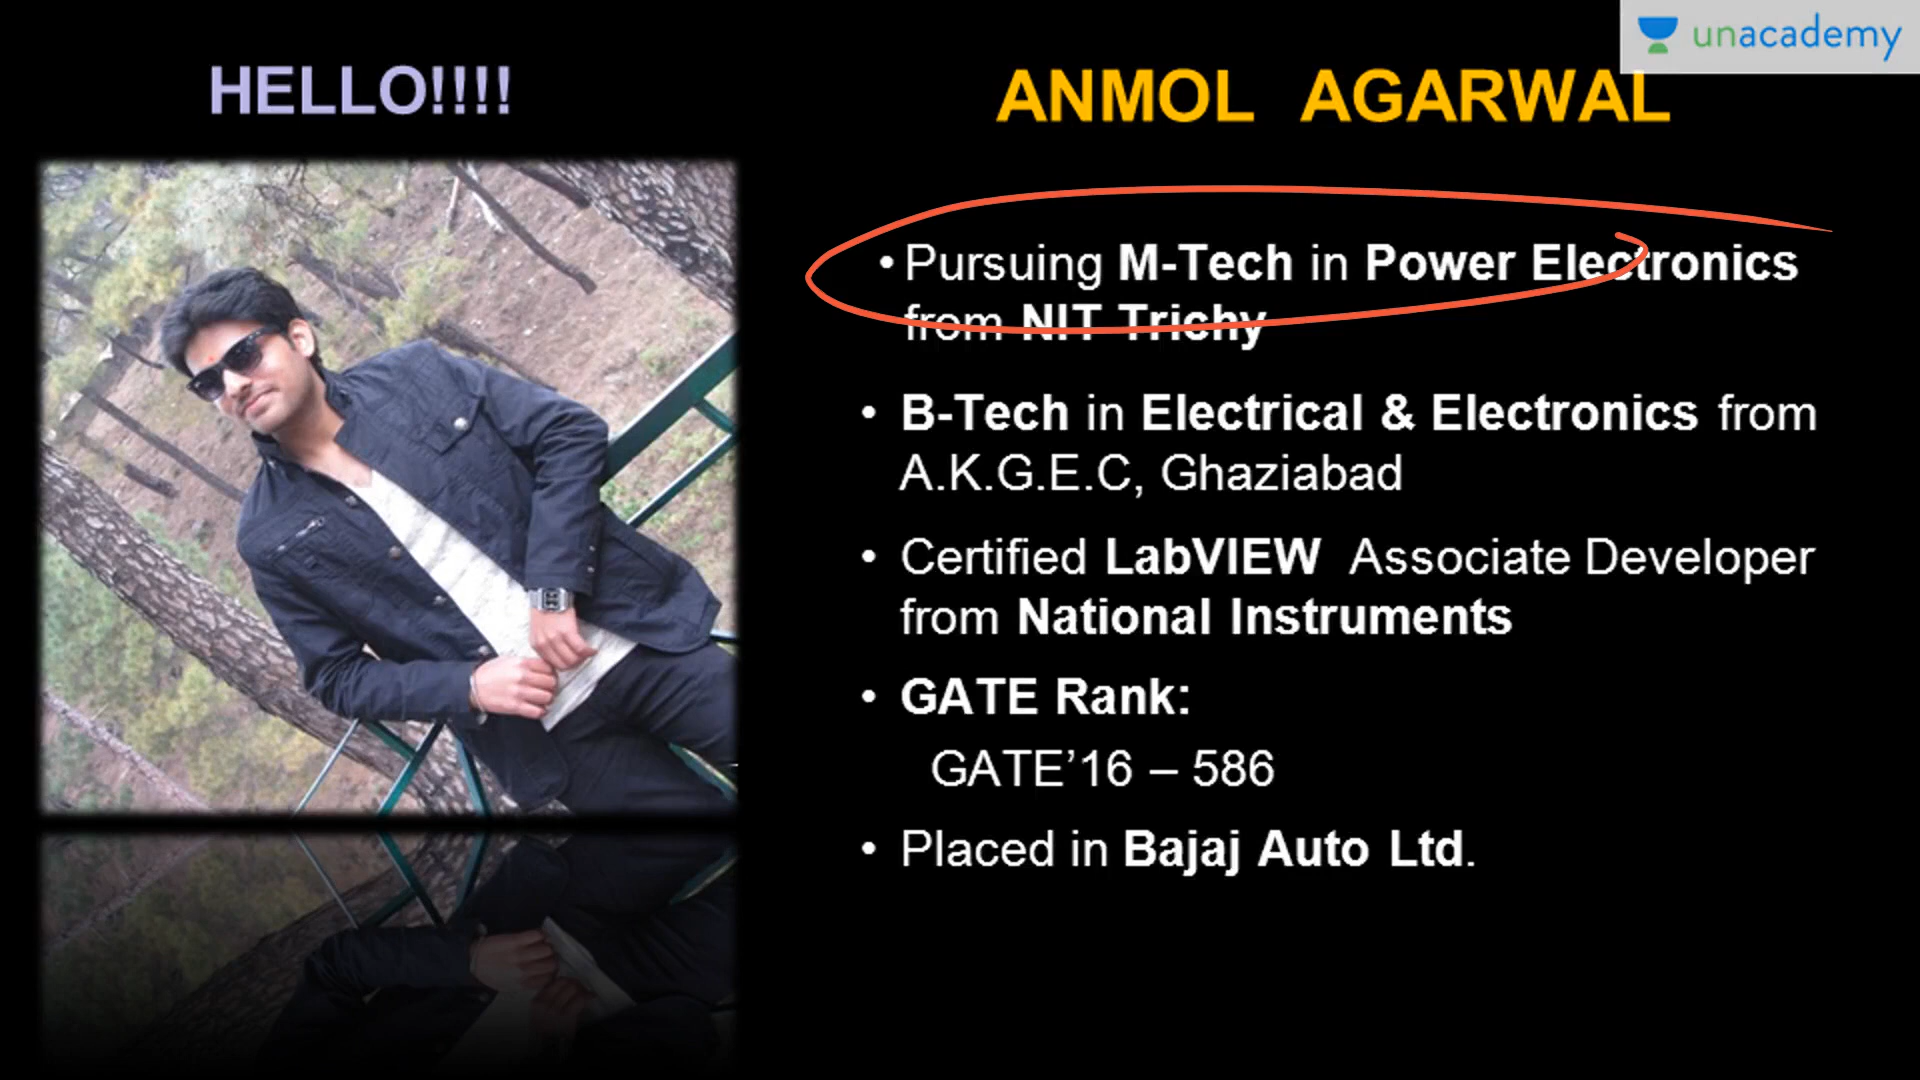 unacademy
HELLO!!!!
ANMOL AGARWAL
• Pursuing M-Tech in Power Electronics
from NIT Trichy
• B-Tech in Electrical & Electronics from
A.K.G.E.C, Ghaziabad
• Certified LabVIEW Associate Developer
from National Instruments
• GATE Rank:
GATE’16 – 586
• Placed in Bajaj Auto Ltd.